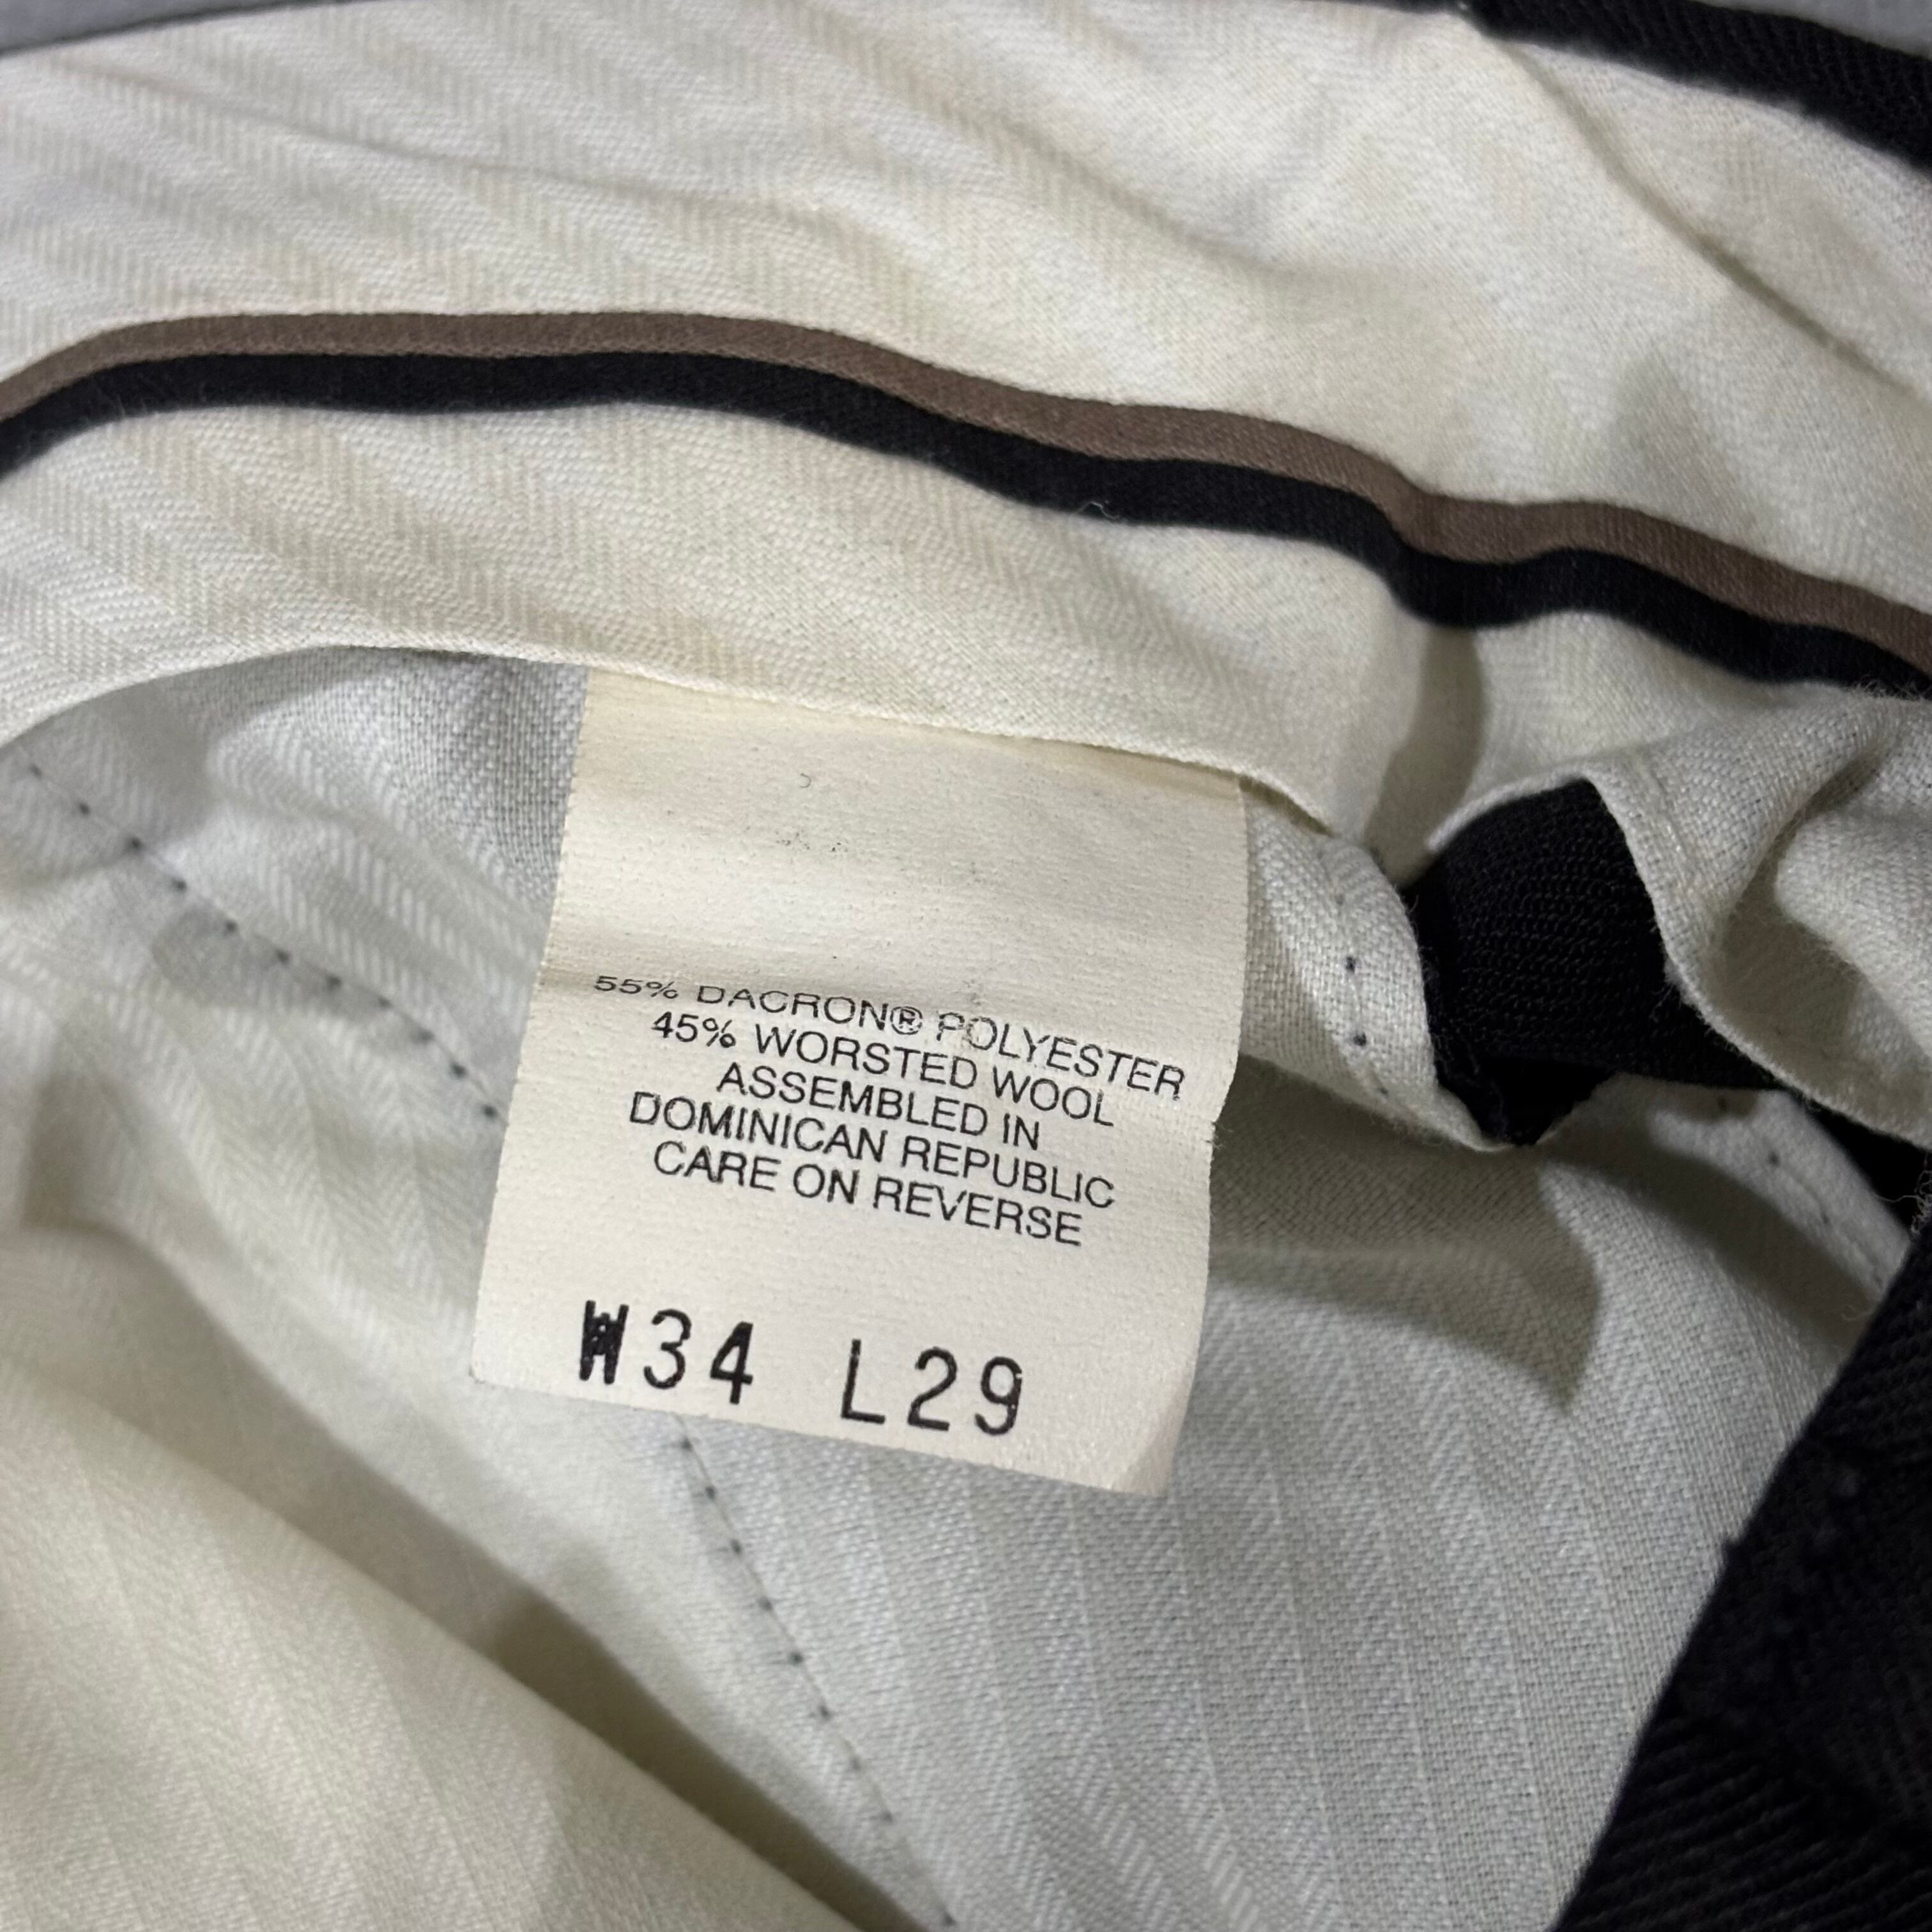 55% DACRON® POLYESTER
45% WORSTED WOOL
ASSEMBLED IN
DOMINICAN REPUBLIC
CARE ON REVERSE
W34 L29